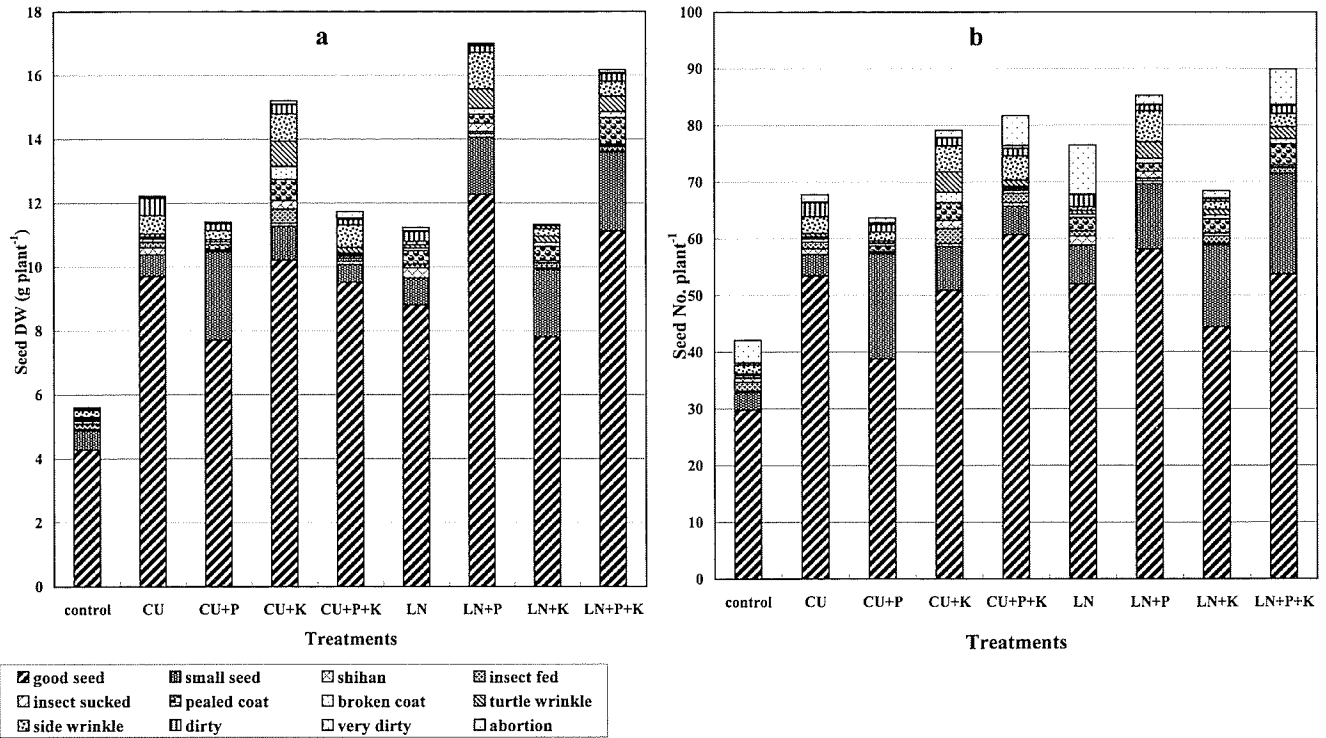 a
Seed DW (g plant⁻¹)
18
16
14
12
10
8
6
4
2
0
control CU CU+P CU+K CU+P+K LN LN+P LN+K LN+P+K
Treatments
b
Seed No. plant⁻¹
100
90
80
70
60
50
40
30
20
10
0
control CU CU+P CU+K CU+P+K LN LN+P LN+K LN+P+K
Treatments
good seed small seed shihan insect fed
insect sucked pealed coat broken coat turtle wrinkle
side wrinkle dirty very dirty abortion